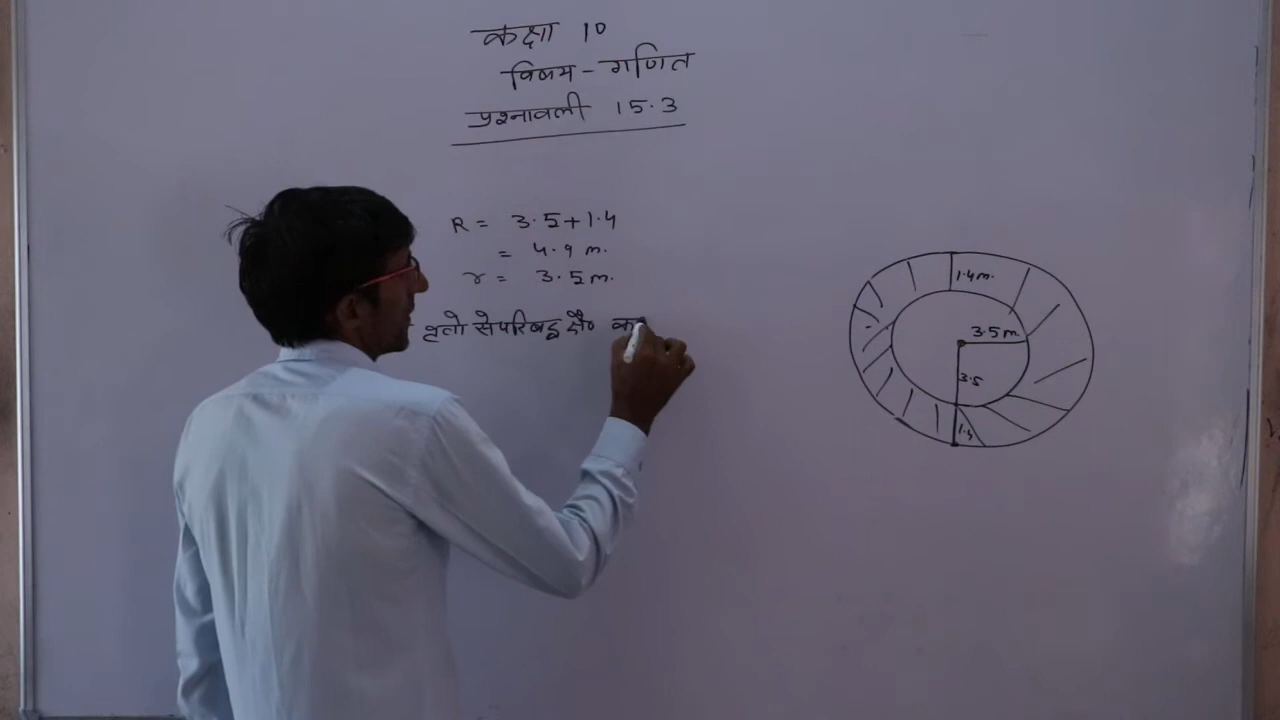 कक्षा 10
विषय - गणित
प्रश्नावली 15.3
R = 3.5+1.4
= 4.9 m.
r = 3.5 m.
वृतो से परिबद्ध क्षे० का
1.4 m.
3.5 m
3.5
1.4